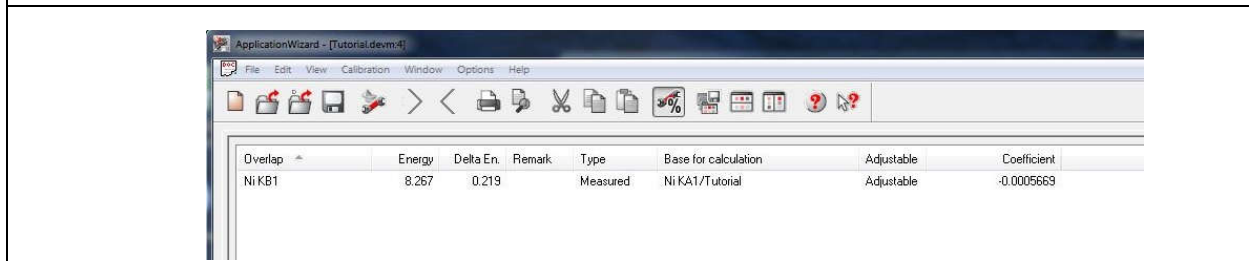 ApplicationWizard - [Tutorial.devm:4]
File Edit View Calibration Window Options Help
Overlap Energy Delta En. Remark Type Base for calculation Adjustable Coefficient
Ni KB1 8.267 0.219 Measured Ni KA1/Tutorial Adjustable -0.0005669